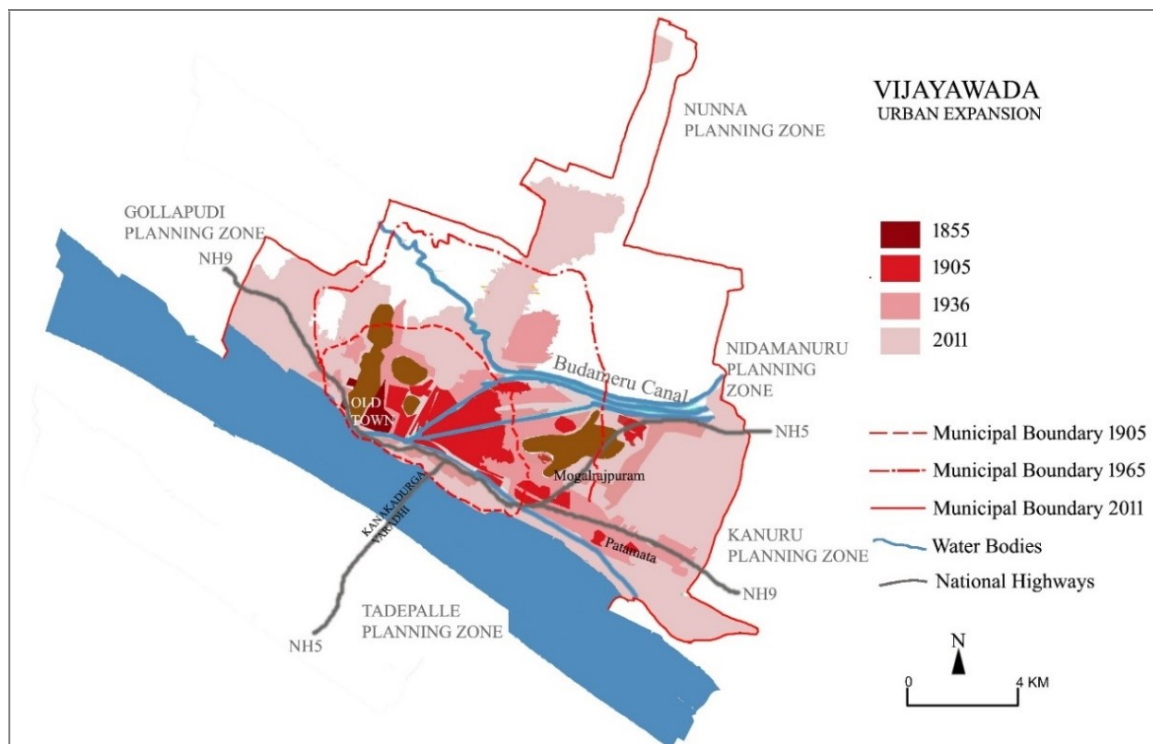 VIJAYAWADA
URBAN EXPANSION
NUNNA
PLANNING ZONE
GOLLAPUDI
PLANNING ZONE
NH9
1855
1905
1936
2011
NIDAMANURU
PLANNING
ZONE
Budameru Canal
OLD
TOWN
NH5
Mogalrajpuram
Municipal Boundary 1905
Municipal Boundary 1965
Municipal Boundary 2011
Water Bodies
National Highways
KANAKADURGA
VARADHI
Patamata
KANURU
PLANNING ZONE
NH9
TADEPALLE
PLANNING ZONE
NH5
N
0 4 KM